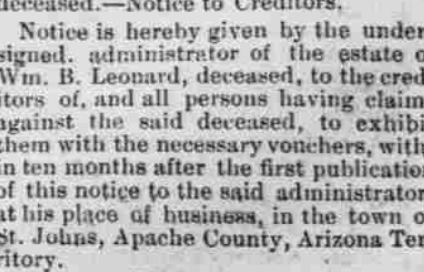 deceased.—Notice to Creditors.
Notice is hereby given by the under
signed. administrator of the estate o
Wm. B. Leonard, deceased, to the cred
itors of, and all persons having claim
against the said deceased, to exhibi
them with the necessary vouchers, with
in ten months after the first publicatio
of this notice to the said administrator
at his place of business, in the town o
St. Johns, Apache County, Arizona Ter
ritory.